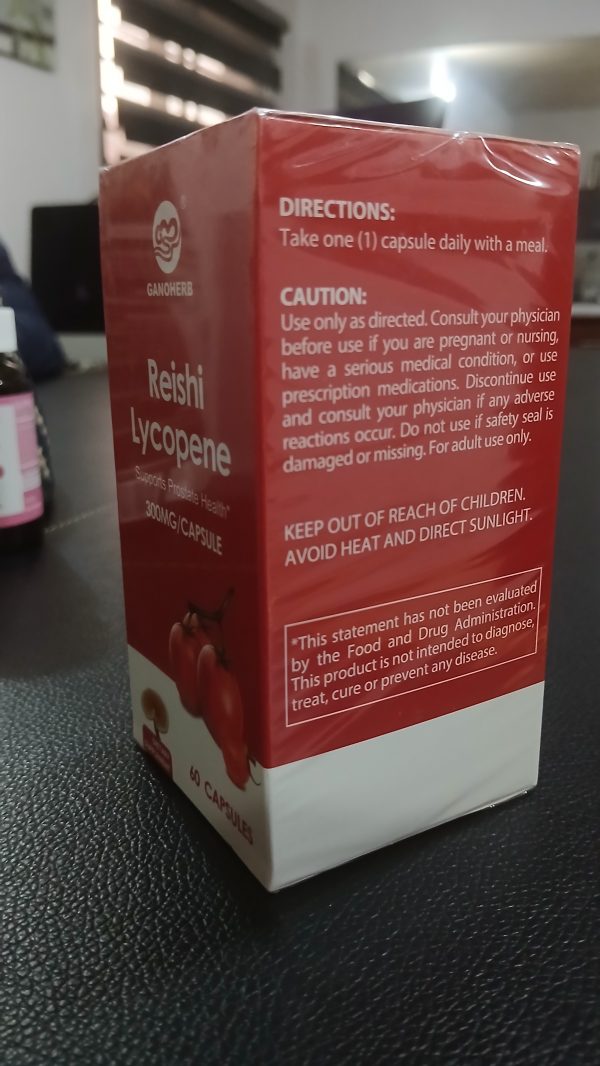 GANOHERB
Reishi
Lycopene
Supports Prostate Health*
300MG/CAPSULE
60 CAPSULES
DIRECTIONS:
Take one (1) capsule daily with a meal.
CAUTION:
Use only as directed. Consult your physician
before use if you are pregnant or nursing,
have a serious medical condition, or use
prescription medications. Discontinue use
and consult your physician if any adverse
reactions occur. Do not use if safety seal is
damaged or missing. For adult use only.
KEEP OUT OF REACH OF CHILDREN.
AVOID HEAT AND DIRECT SUNLIGHT.
*This statement has not been evaluated
by the Food and Drug Administration.
This product is not intended to diagnose,
treat, cure or prevent any disease.